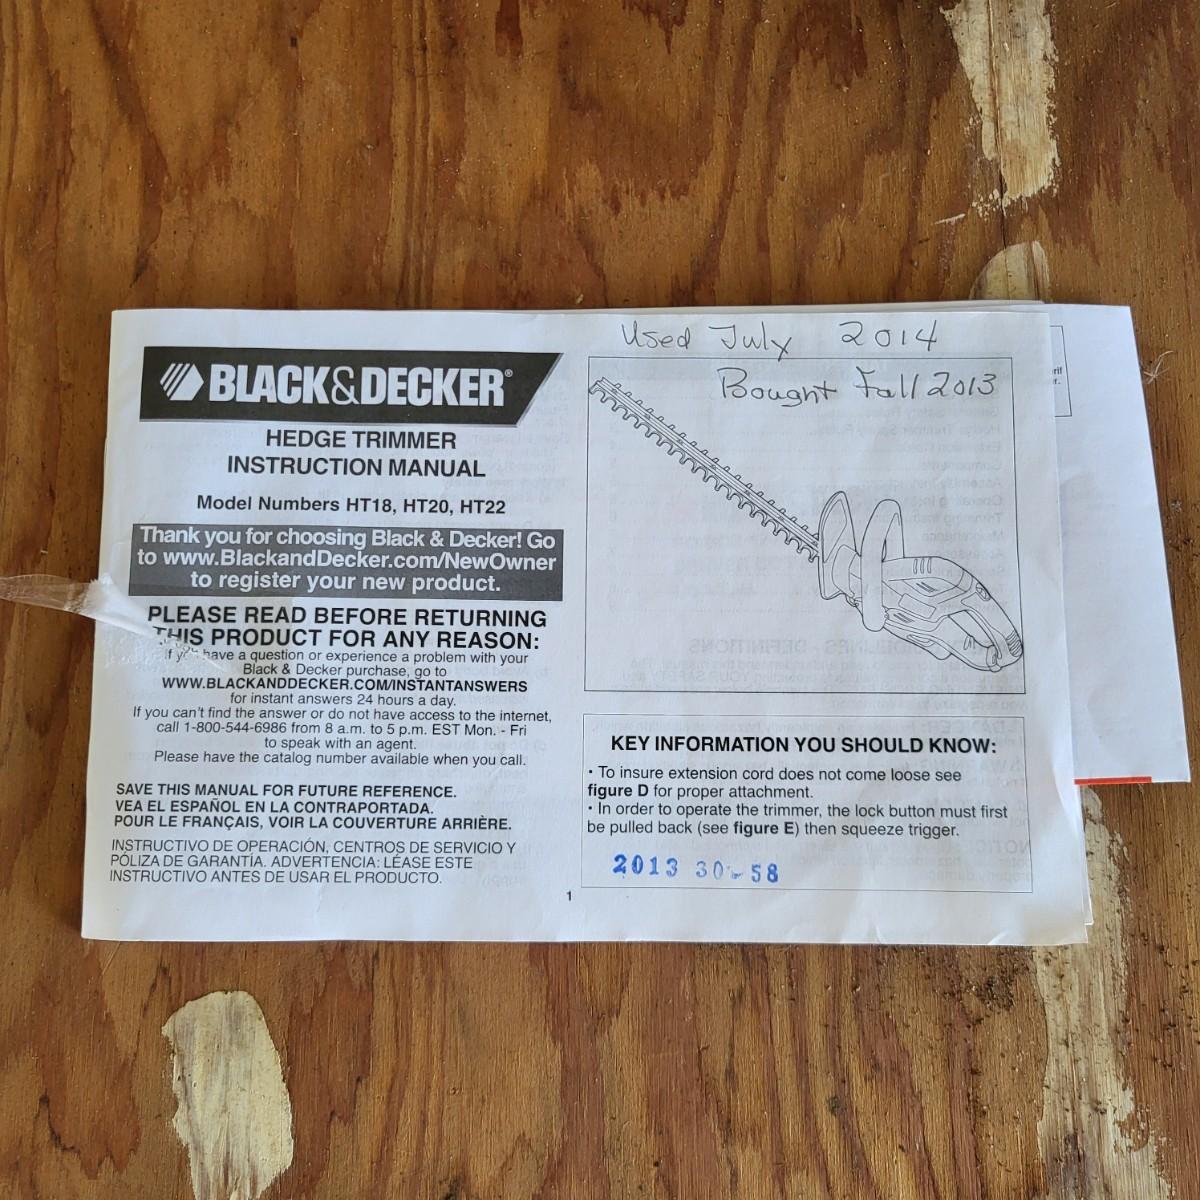 BLACK&DECKER®
HEDGE TRIMMER
INSTRUCTION MANUAL
Model Numbers HT18, HT20, HT22
Thank you for choosing Black & Decker! Go
to www.BlackandDecker.com/NewOwner
to register your new product.
PLEASE READ BEFORE RETURNING
THIS PRODUCT FOR ANY REASON:
If you have a question or experience a problem with your
Black & Decker purchase, go to
WWW.BLACKANDDECKER.COM/INSTANTANSWERS
for instant answers 24 hours a day.
If you can't find the answer or do not have access to the internet,
call 1-800-544-6986 from 8 a.m. to 5 p.m. EST Mon. - Fri
to speak with an agent.
Please have the catalog number available when you call.
SAVE THIS MANUAL FOR FUTURE REFERENCE.
VEA EL ESPAÑOL EN LA CONTRAPORTADA.
POUR LE FRANÇAIS, VOIR LA COUVERTURE ARRIÈRE.
INSTRUCTIVO DE OPERACIÓN, CENTROS DE SERVICIO Y
PÓLIZA DE GARANTÍA. ADVERTENCIA: LÉASE ESTE
INSTRUCTIVO ANTES DE USAR EL PRODUCTO.
Used July 2014
Bought Fall 2013
KEY INFORMATION YOU SHOULD KNOW:
• To insure extension cord does not come loose see
figure D for proper attachment.
• In order to operate the trimmer, the lock button must first
be pulled back (see figure E) then squeeze trigger.
2013 30-58
1